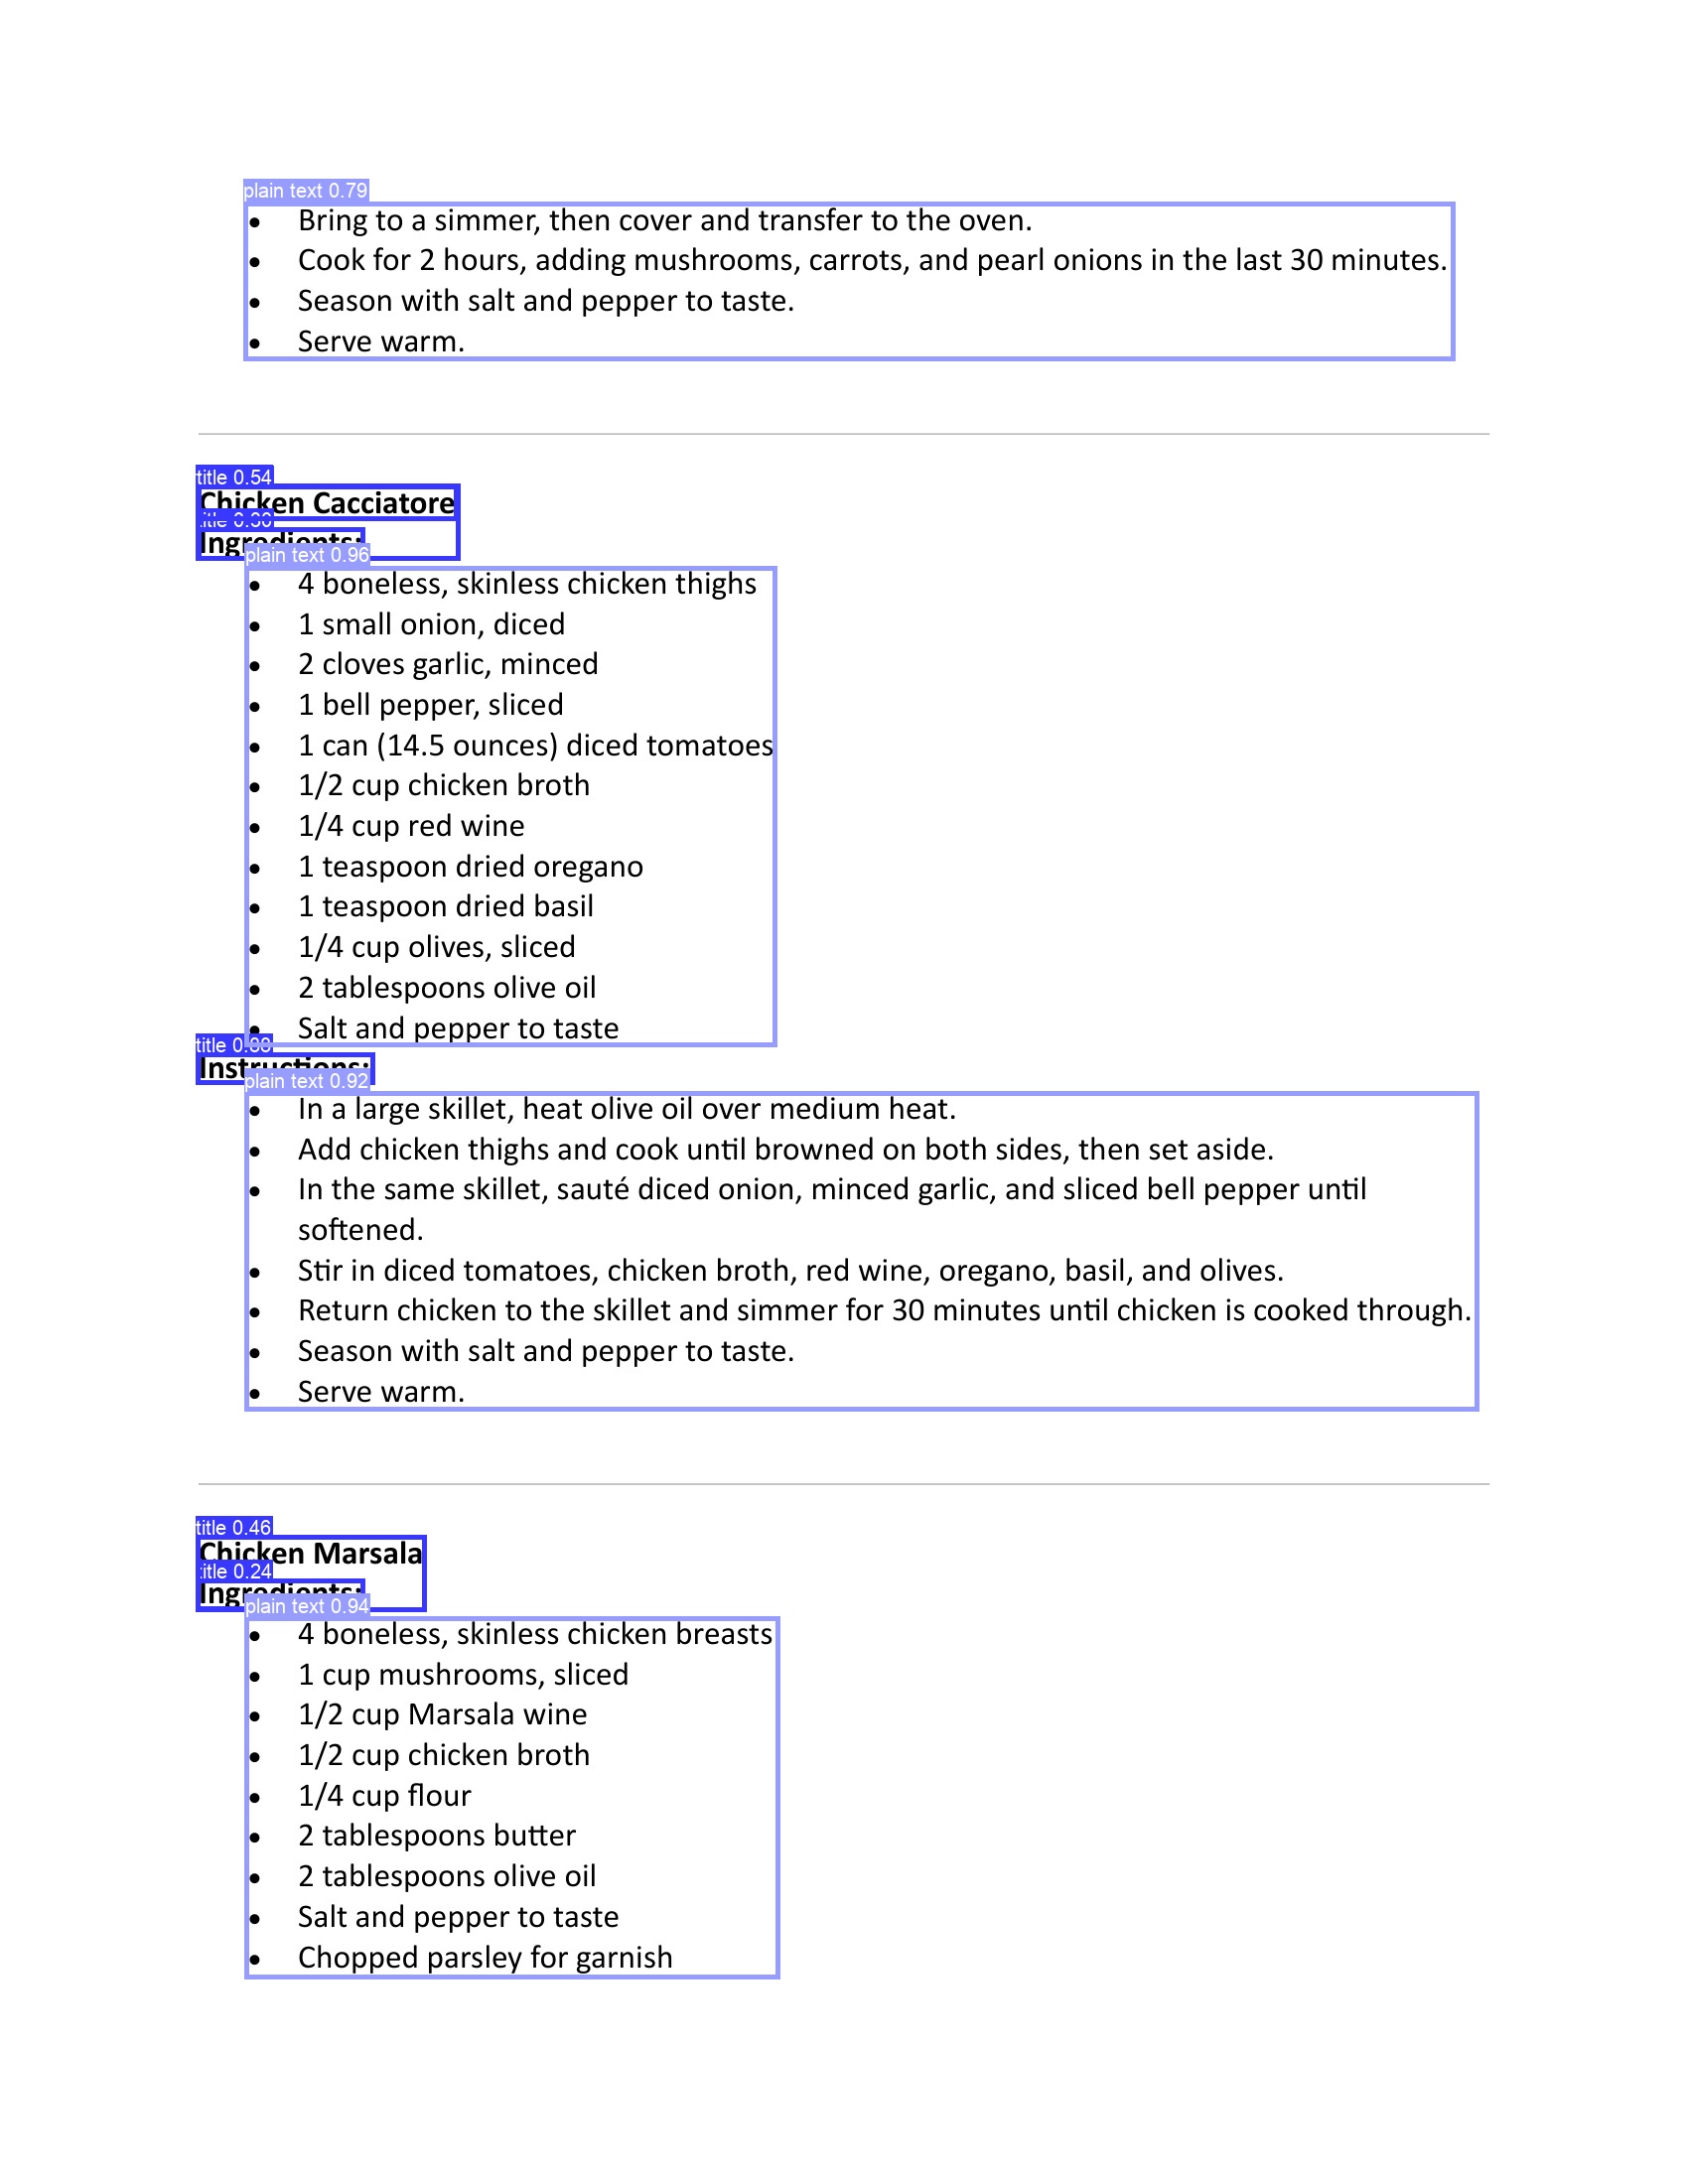 plain text 0.79
• Bring to a simmer, then cover and transfer to the oven.
• Cook for 2 hours, adding mushrooms, carrots, and pearl onions in the last 30 minutes.
• Season with salt and pepper to taste.
• Serve warm.
title 0.54
Chicken Cacciatore
Ingredients:
plain text 0.96
• 4 boneless, skinless chicken thighs
• 1 small onion, diced
• 2 cloves garlic, minced
• 1 bell pepper, sliced
• 1 can (14.5 ounces) diced tomatoes
• 1/2 cup chicken broth
• 1/4 cup red wine
• 1 teaspoon dried oregano
• 1 teaspoon dried basil
• 1/4 cup olives, sliced
• 2 tablespoons olive oil
• Salt and pepper to taste
title
Instructions:
plain text 0.92
• In a large skillet, heat olive oil over medium heat.
• Add chicken thighs and cook until browned on both sides, then set aside.
• In the same skillet, sauté diced onion, minced garlic, and sliced bell pepper until
softened.
• Stir in diced tomatoes, chicken broth, red wine, oregano, basil, and olives.
• Return chicken to the skillet and simmer for 30 minutes until chicken is cooked through.
• Season with salt and pepper to taste.
• Serve warm.
title 0.46
Chicken Marsala
title 0.24
Ingredients:
plain text 0.94
• 4 boneless, skinless chicken breasts
• 1 cup mushrooms, sliced
• 1/2 cup Marsala wine
• 1/2 cup chicken broth
• 1/4 cup flour
• 2 tablespoons butter
• 2 tablespoons olive oil
• Salt and pepper to taste
• Chopped parsley for garnish